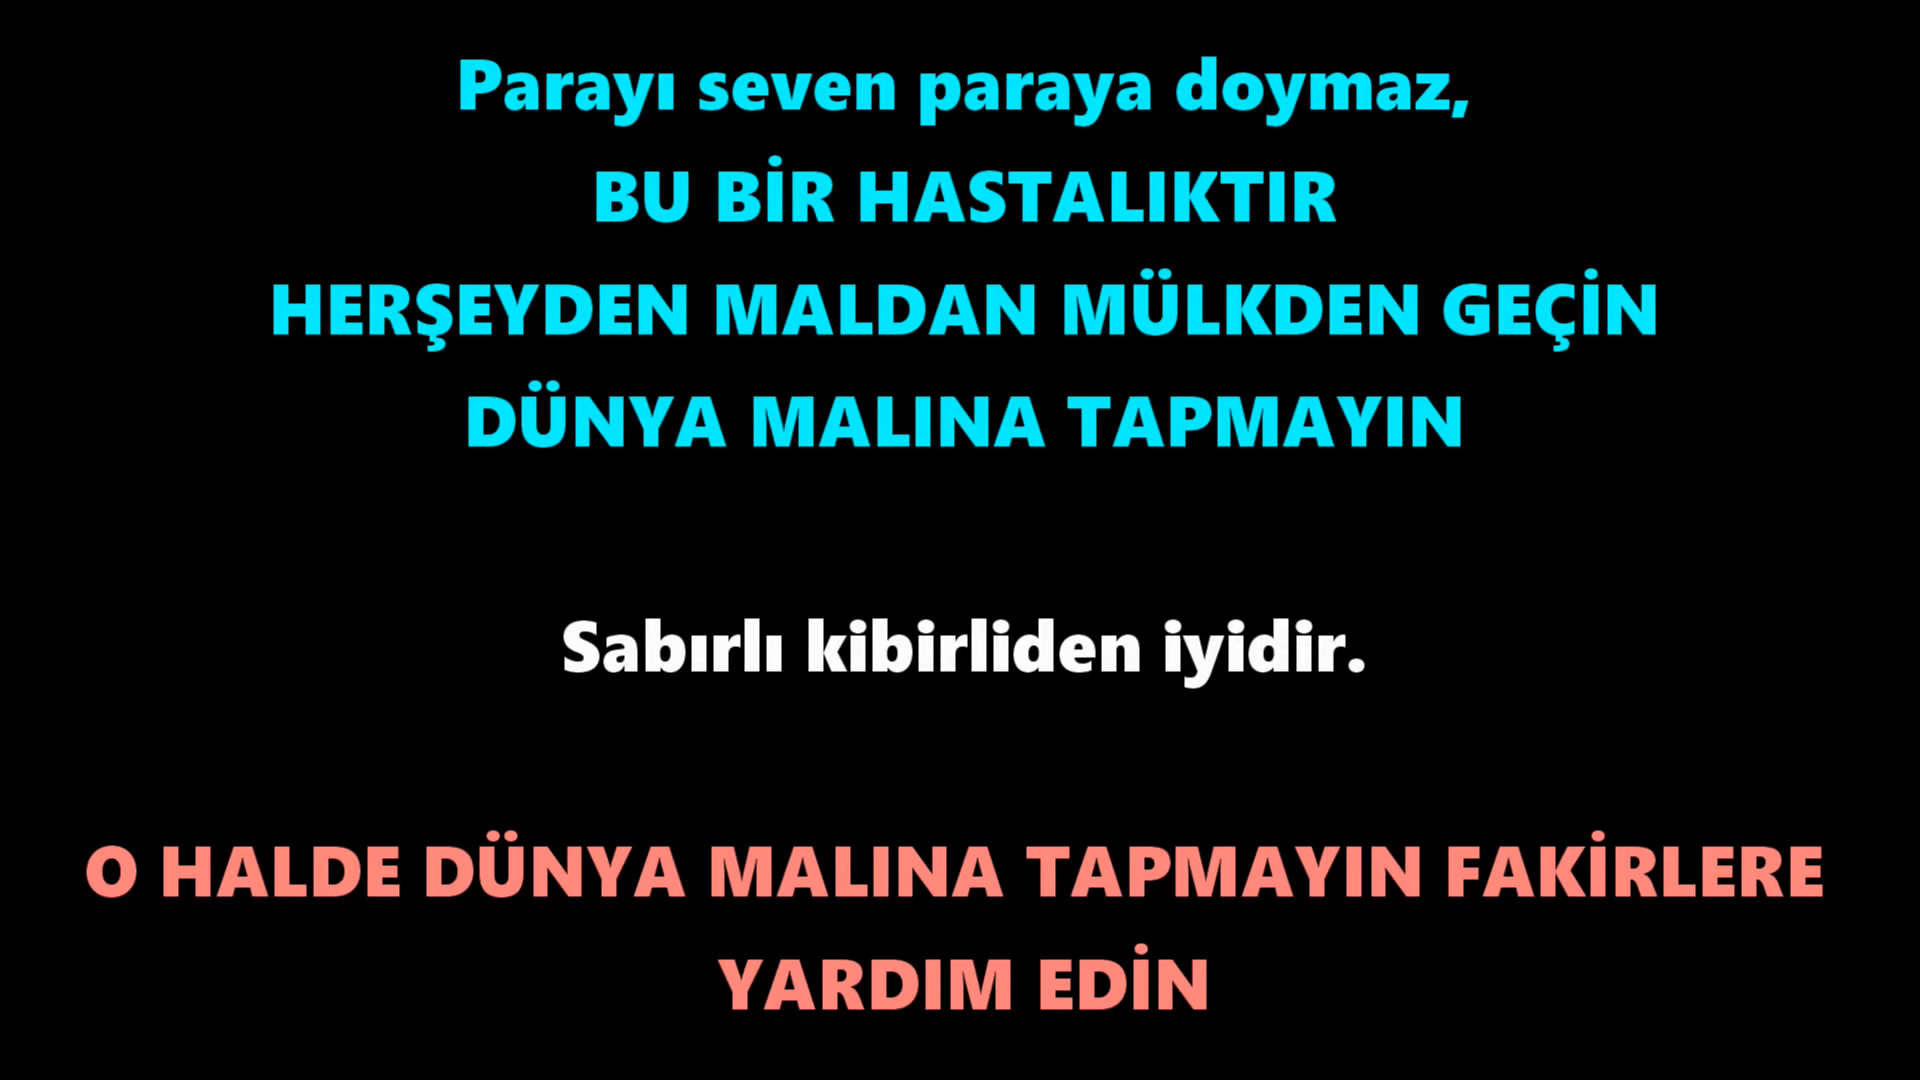 Parayı seven paraya doymaz,
BU BİR HASTALIKTIR
HERŞEYDEN MALDAN MÜLKDEN GEÇİN
DÜNYA MALINA TAPMAYIN
Sabırlı kibirliden iyidir.
O HALDE DÜNYA MALINA TAPMAYIN FAKİRLERE
YARDIM EDİN